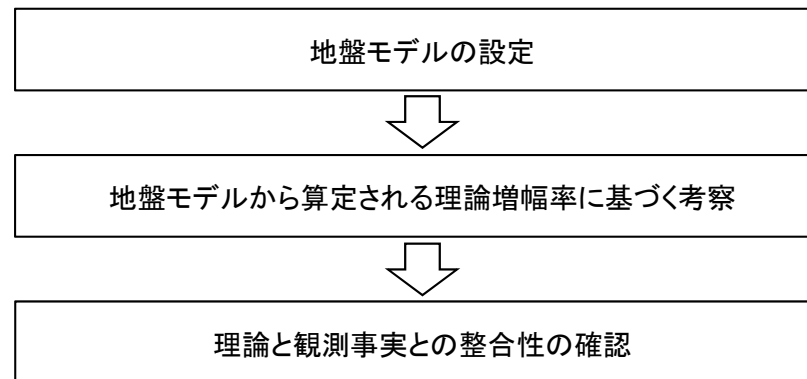 地盤モデルの設定
地盤モデルから算定される理論増幅率に基づく考察
理論と観測事実との整合性の確認